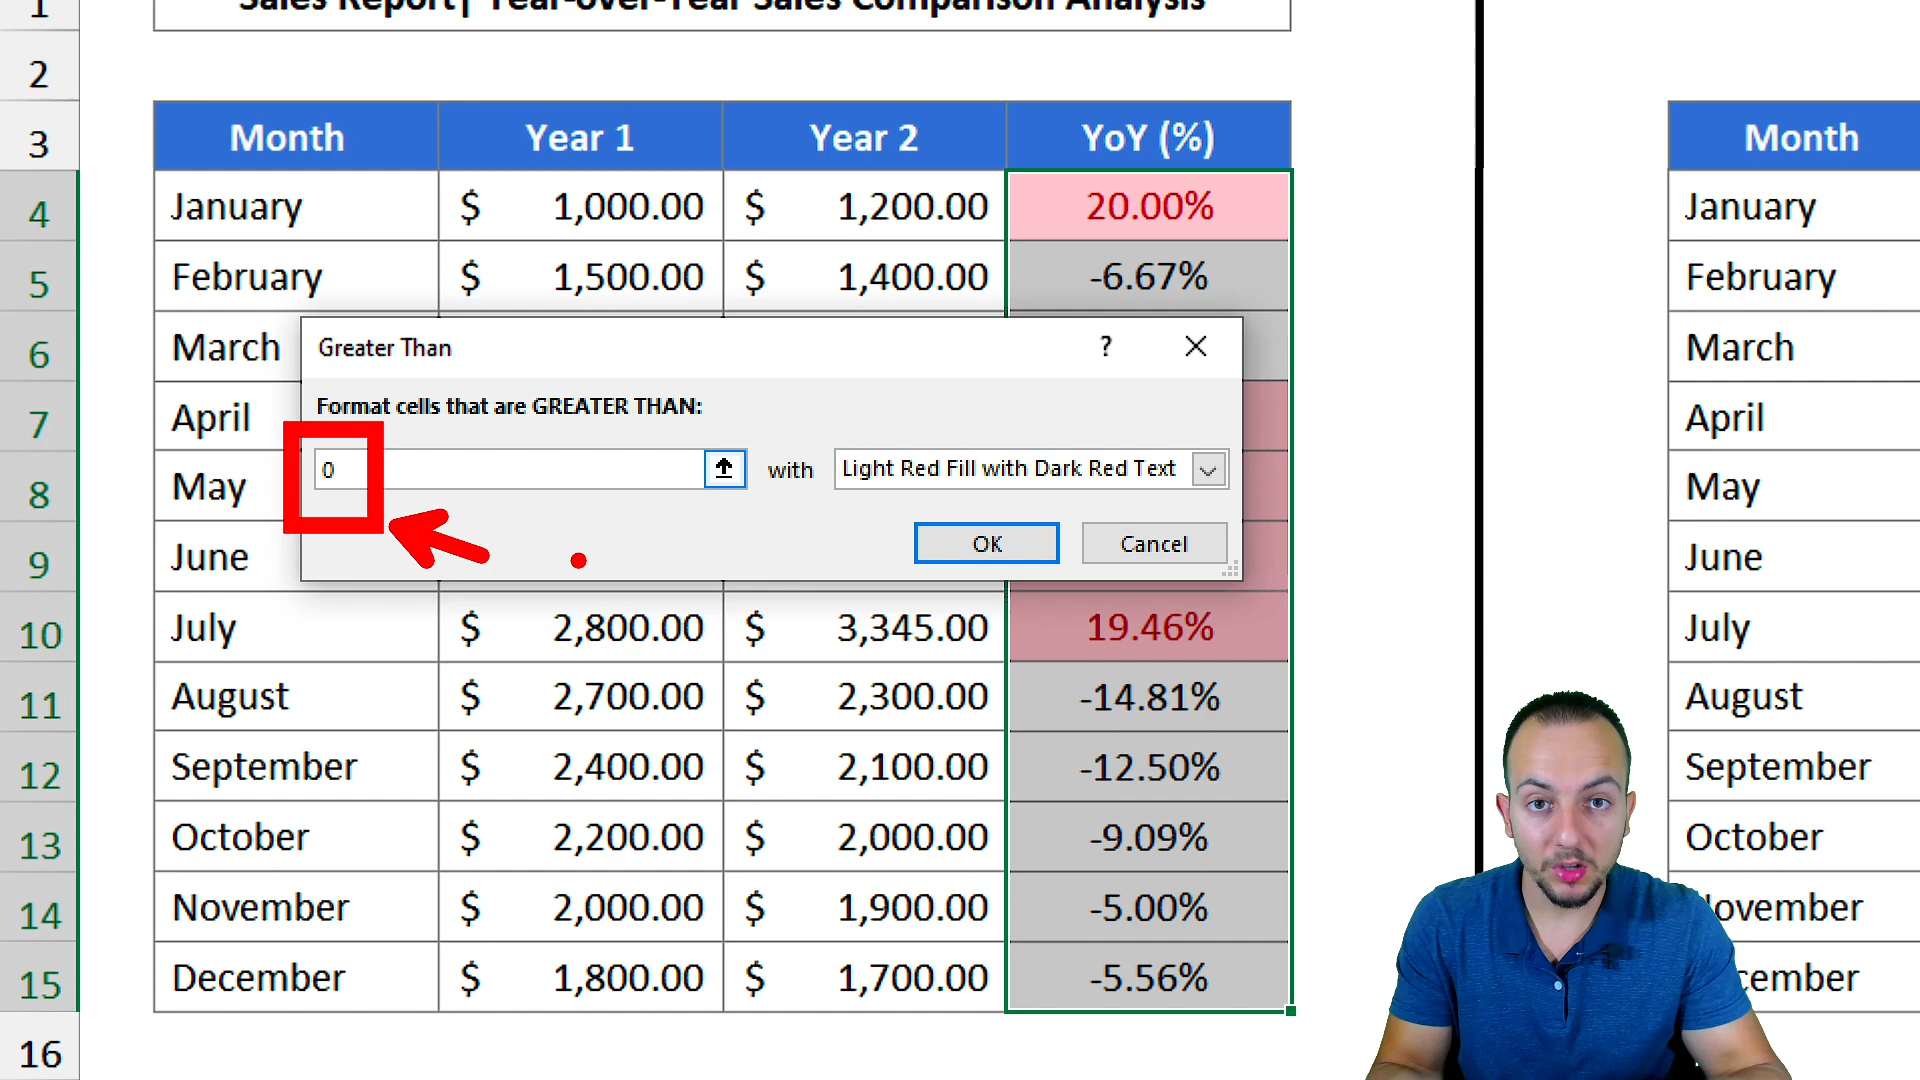 1
Sales Report| Year-over-Year Sales Comparison Analysis
2
3 Month Year 1 Year 2 YoY (%) Month
4 January $ 1,000.00 $ 1,200.00 20.00% January
5 February $ 1,500.00 $ 1,400.00 -6.67% February
6 March March
Greater Than ? ×
7 April April
Format cells that are GREATER THAN:
0 with Light Red Fill with Dark Red Text
8 May May
OK Cancel
9 June June
10 July $ 2,800.00 $ 3,345.00 19.46% July
11 August $ 2,700.00 $ 2,300.00 -14.81% August
12 September $ 2,400.00 $ 2,100.00 -12.50% September
13 October $ 2,200.00 $ 2,000.00 -9.09% October
14 November $ 2,000.00 $ 1,900.00 -5.00% ovember
15 December $ 1,800.00 $ 1,700.00 -5.56% cember
16